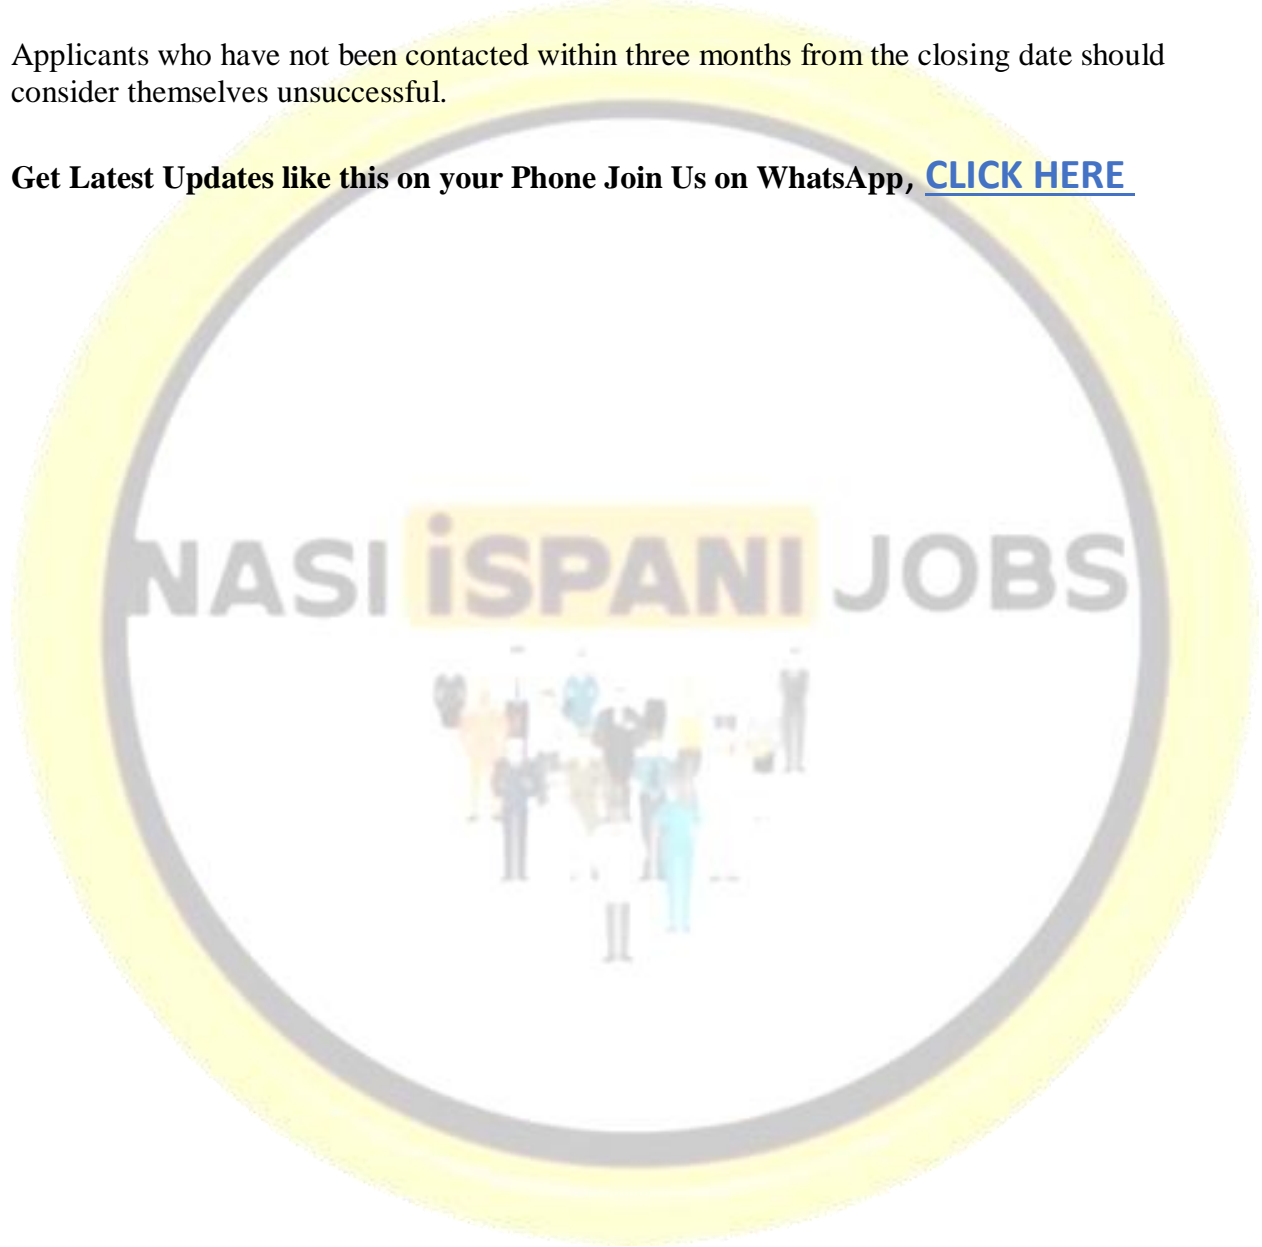 Applicants who have not been contacted within three months from the closing date should
consider themselves unsuccessful.
Get Latest Updates like this on your Phone Join Us on WhatsApp, CLICK HERE
NASI iSPANI JOBS